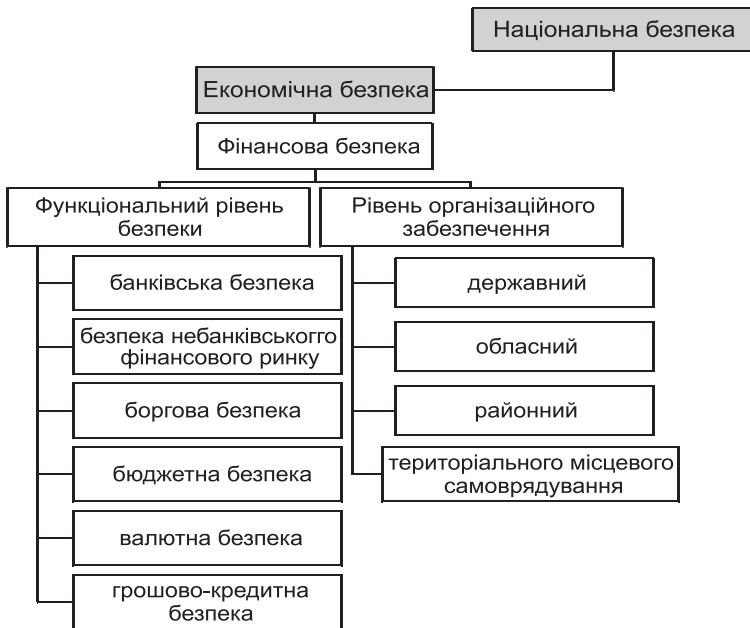 Національна безпека
Економічна безпека
Фінансова безпека
Функціональний рівень
безпеки
банківська безпека
безпека небанківськогго
фінансового ринку
боргова безпека
бюджетна безпека
валютна безпека
грошово-кредитна
безпека
Рівень організаційного
забезпечення
державний
обласний
районний
територіального місцевого
самоврядування